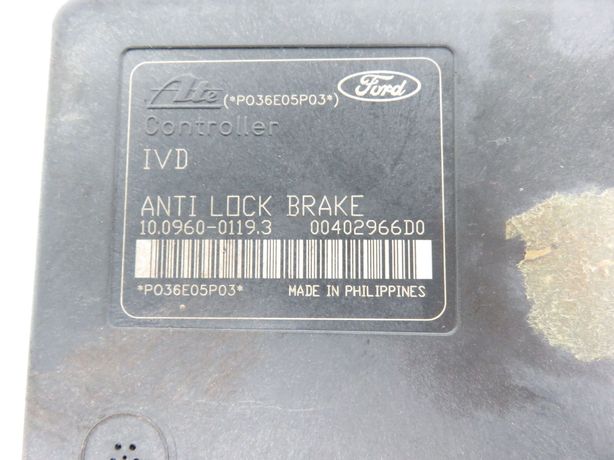 Ate (*P036E05P03*) Ford
Controller
IVD
ANTI LOCK BRAKE
10.0960-0119.3 00402966D0
*P036E05P03* MADE IN PHILIPPINES